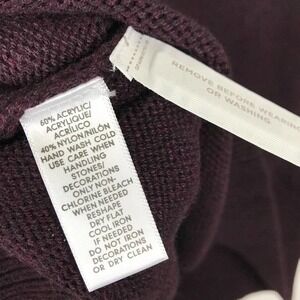 60% ACRYLIC/
ACRYLIQUE/
ACRÍLICO
40% NYLON/NILÓN
HAND WASH COLD
USE CARE WHEN
HANDLING
STONES/
DECORATIONS
ONLY NON-
CHLORINE BLEACH
WHEN NEEDED
RESHAPE
DRY FLAT
COOL IRON
IF NEEDED
DO NOT IRON
DECORATIONS
OR DRY CLEAN
REMOVE BEFORE WEARING
OR WASHING